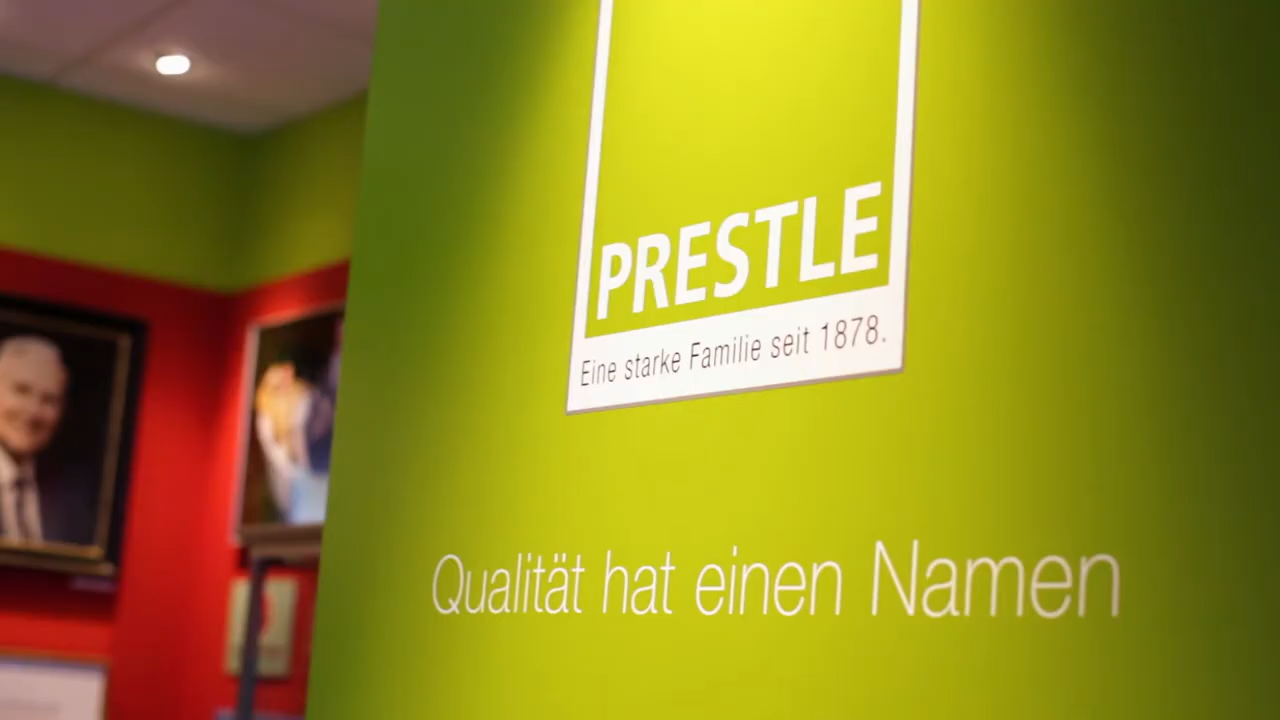 PRESTLE
Eine starke Familie seit 1878.
Qualität hat einen Namen